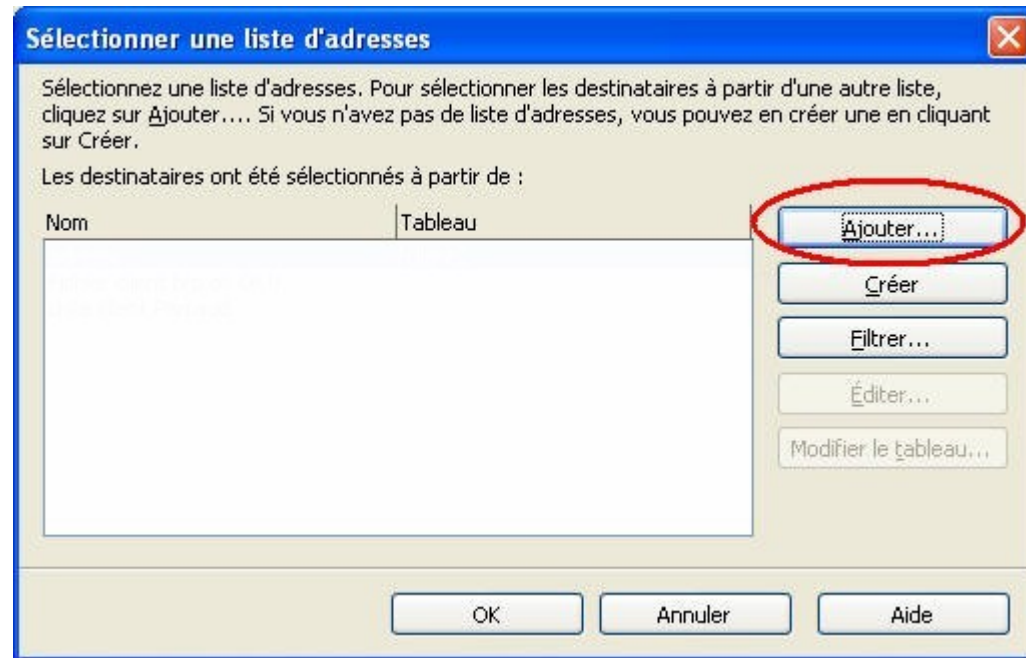 Sélectionner une liste d'adresses
Sélectionnez une liste d'adresses. Pour sélectionner les destinataires à partir d'une autre liste,
cliquez sur Ajouter.... Si vous n'avez pas de liste d'adresses, vous pouvez en créer une en cliquant
sur Créer.
Les destinataires ont été sélectionnés à partir de :
Nom Tableau
Ajouter...
Créer
Filtrer...
Éditer...
Modifier le tableau...
OK Annuler Aide